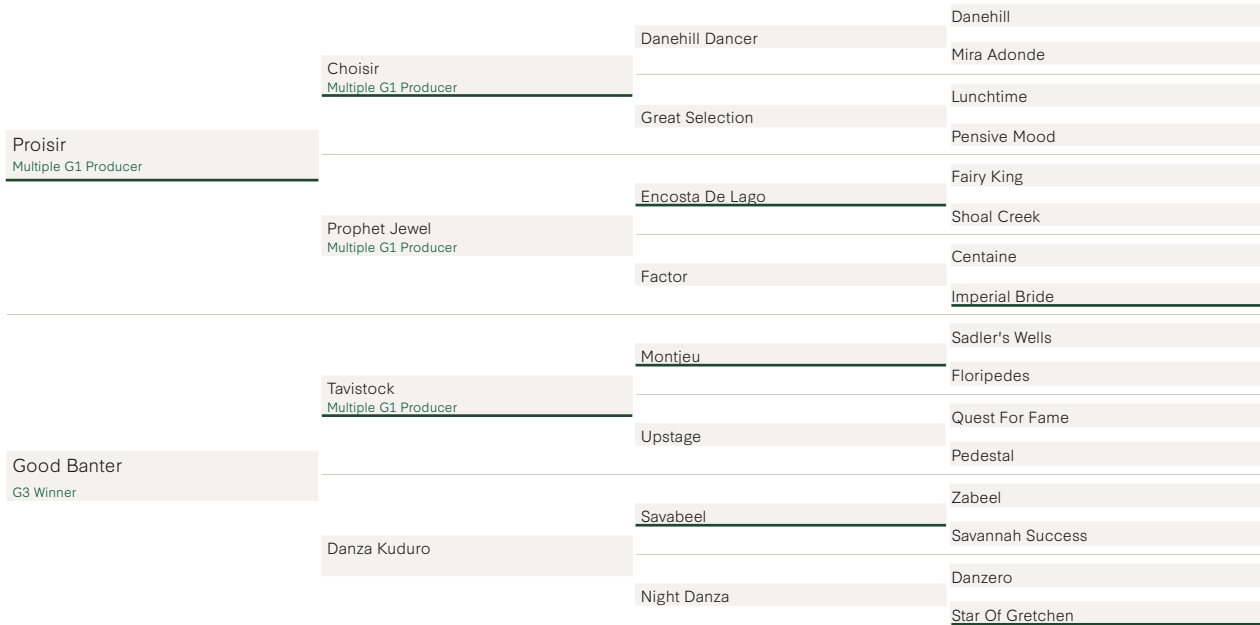 Danehill
Danehill Dancer
Mira Adonde
Choisir
Multiple G1 Producer
Lunchtime
Great Selection
Pensive Mood
Proisir
Multiple G1 Producer
Fairy King
Encosta De Lago
Shoal Creek
Prophet Jewel
Multiple G1 Producer
Centaine
Factor
Imperial Bride
Sadler's Wells
Montjeu
Floripedes
Tavistock
Multiple G1 Producer
Quest For Fame
Upstage
Pedestal
Good Banter
G3 Winner
Zabeel
Savabeel
Savannah Success
Danza Kuduro
Danzero
Night Danza
Star Of Gretchen